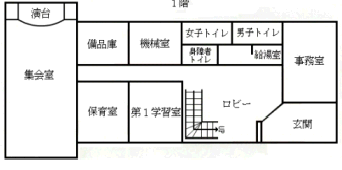 1階
演台
備品庫
機械室
女子トイレ
男子トイレ
身障者
トイレ
給湯室
事務室
集会室
保育室
第1学習室
ロビー
玄関